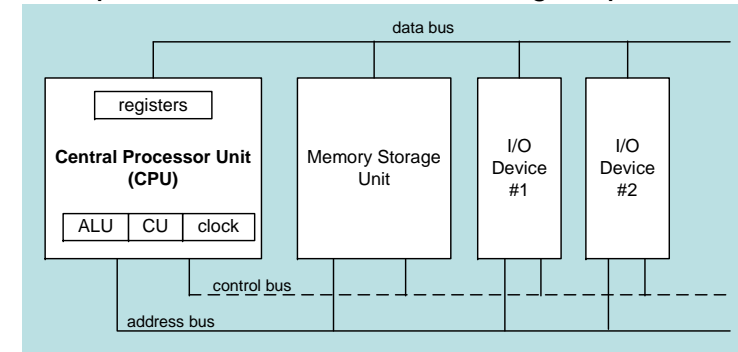 data bus
registers
Central Processor Unit
(CPU)
ALU CU clock
Memory Storage
Unit
I/O
Device
#1
I/O
Device
#2
control bus
address bus